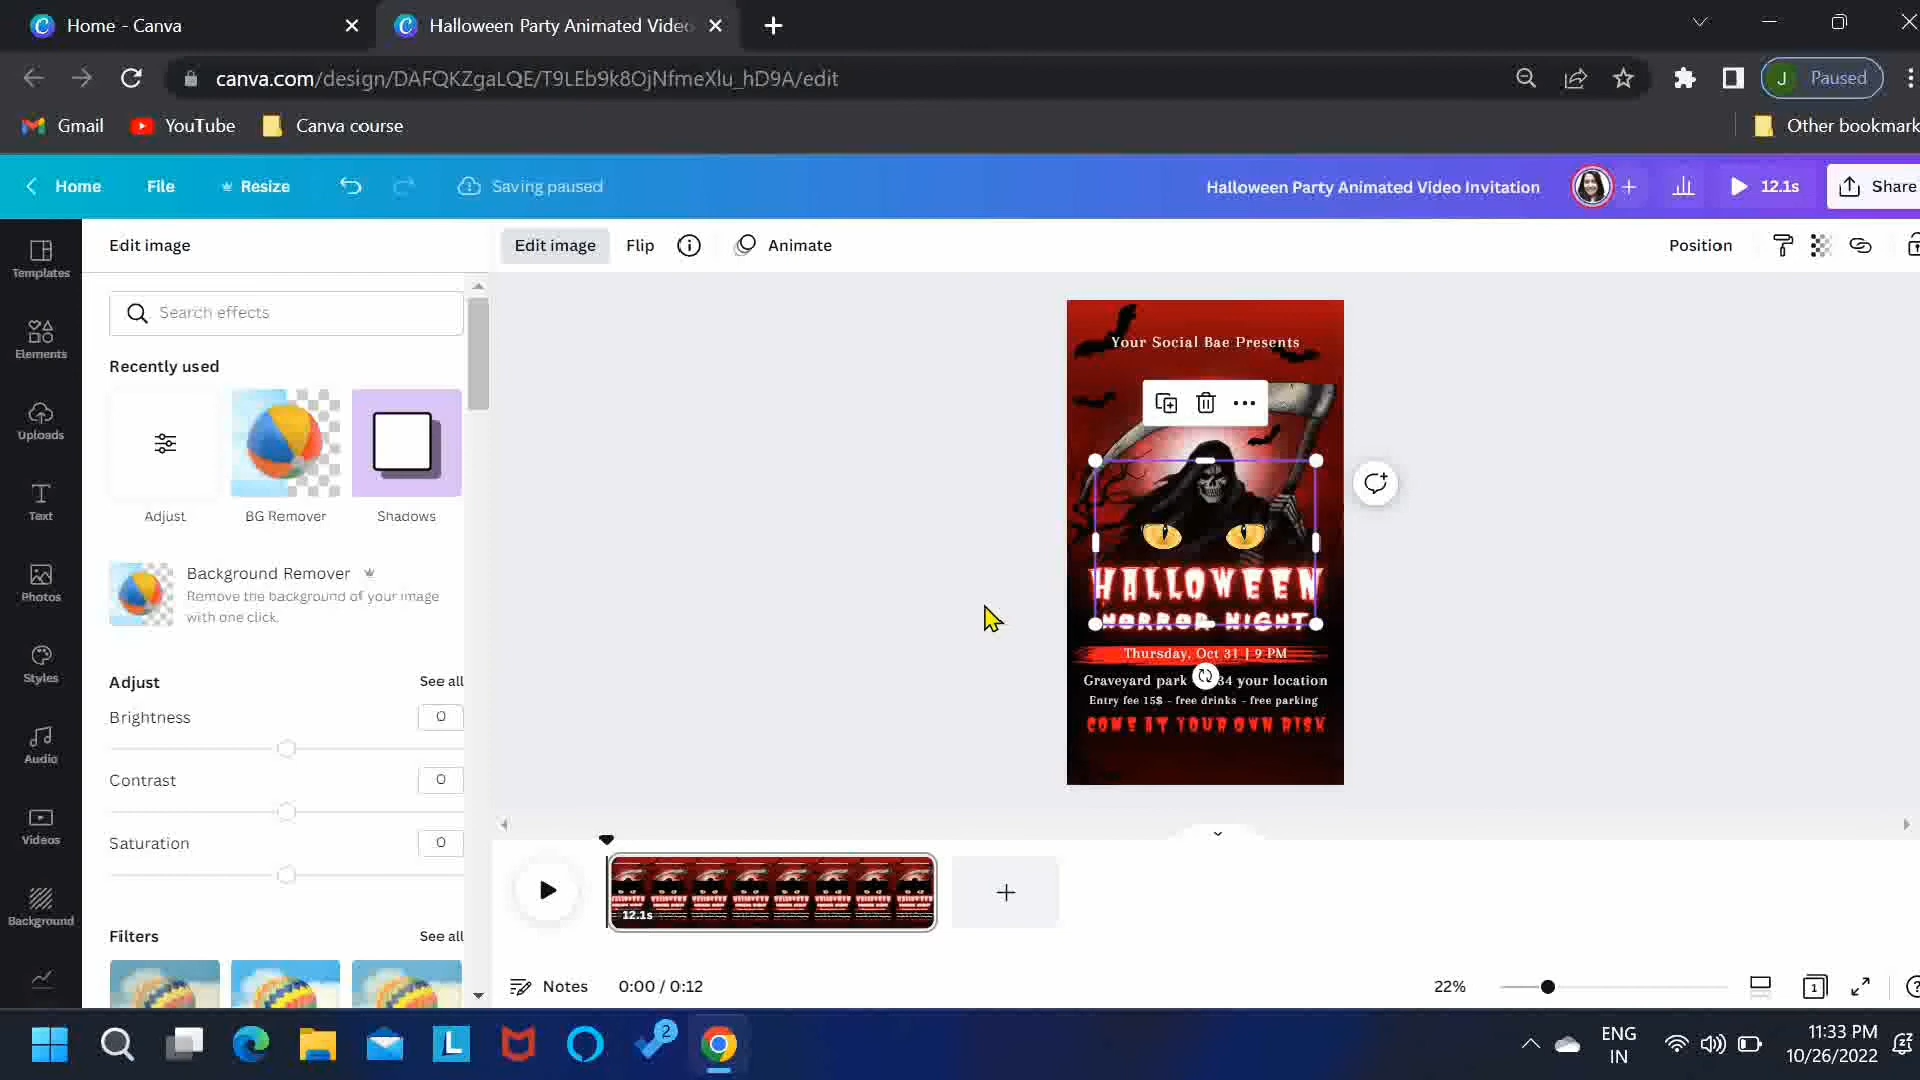 Home - Canva
Halloween Party Animated Vide
canva.com/design/DAFQKZgaLQE/T9LEb9k8OjNfmeXlu_hD9A/edit
J Paused
Gmail YouTube Canva course
Other bookmark
Home File Resize Saving paused
Halloween Party Animated Video Invitation
12.1s
Share
Templates
Elements
Uploads
Text
Photos
Styles
Audio
Videos
Background
Edit image
Search effects
Recently used
Adjust BG Remover Shadows
Background Remover
Remove the background of your image
with one click.
Adjust See all
Brightness 0
Contrast 0
Saturation 0
Filters See all
Edit image Flip Animate
Position
Your Social Bae Presents
HALLOWEEN
HORROR NIGHT
Thursday, Oct 31 | 9 PM
Graveyard park 34 your location
Entry fee 15$ - free drinks - free parking
COME AT YOUR OWN RISK
12.1s
Notes 0:00 / 0:12
22%
1
L
2
ENG
IN
11:33 PM
10/26/2022